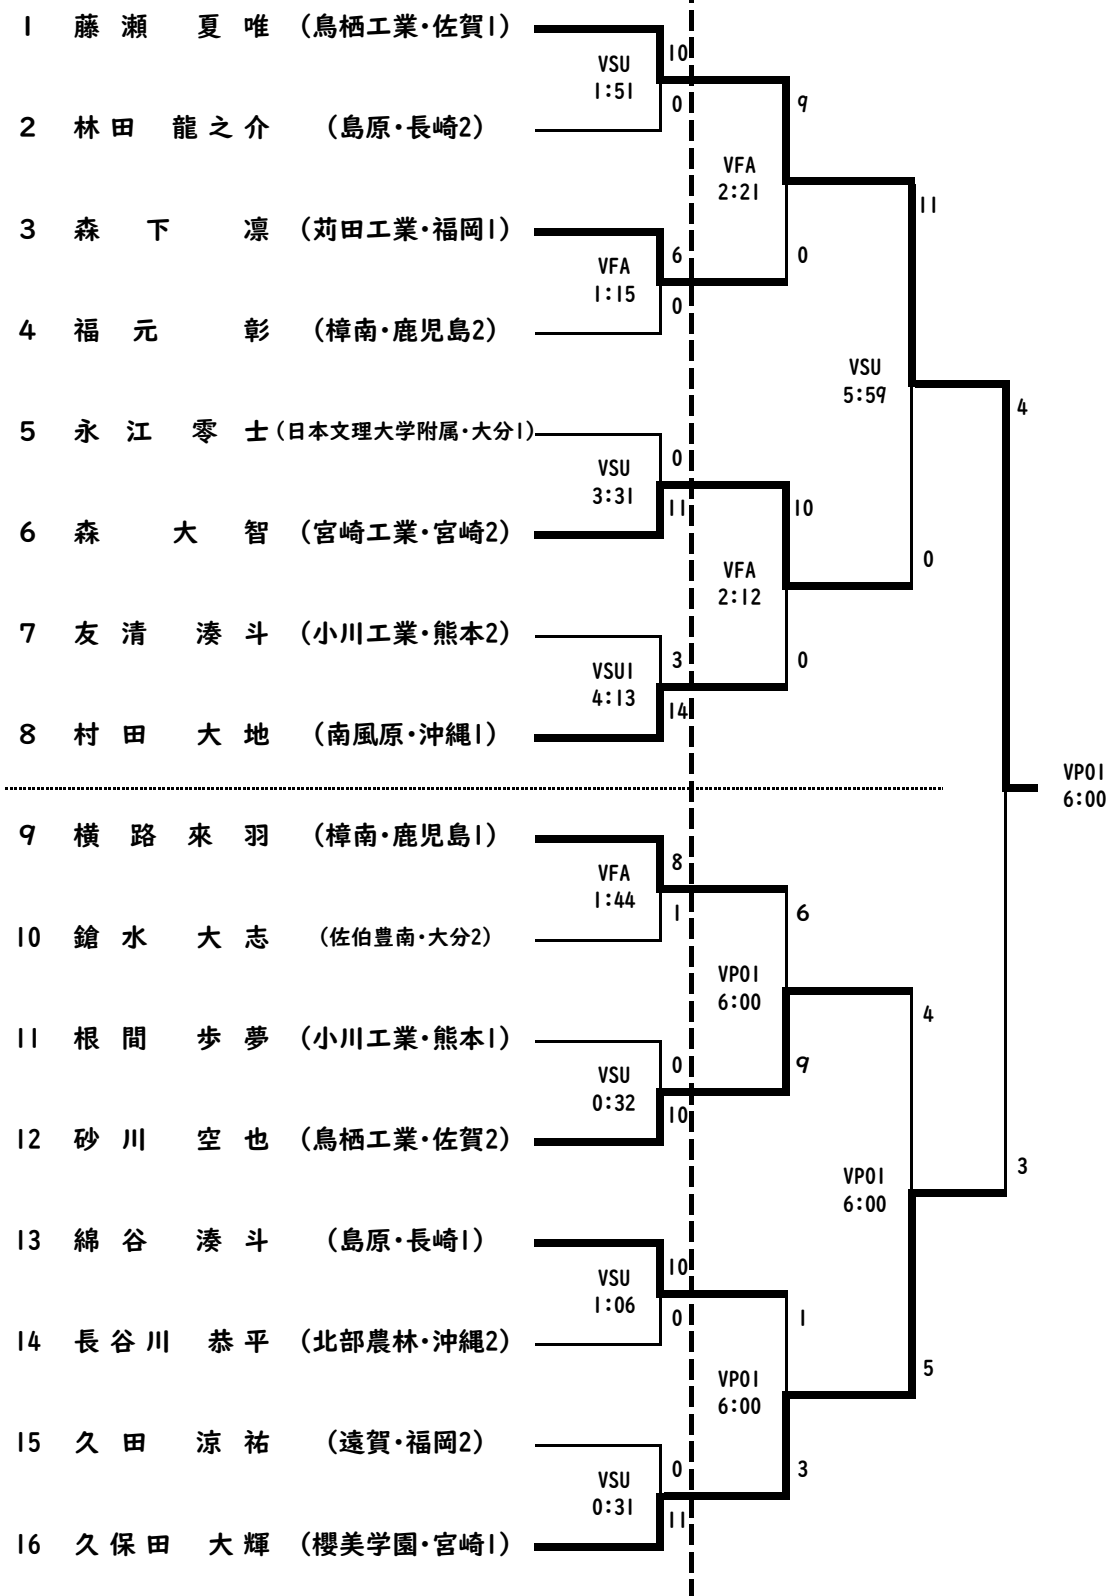 1 藤瀬 夏唯 (鳥栖工業・佐賀1)
10
VSU
1:51
0
9
2 林田 龍之介 (島原・長崎2)
VFA
2:21
11
3 森下 凛 (苅田工業・福岡1)
6
0
VFA
1:15
0
4 福元 彰 (樟南・鹿児島2)
VSU
5:59
4
5 永江 零士 (日本文理大学附属・大分1)
0
VSU
3:31
11
10
6 森 大智 (宮崎工業・宮崎2)
0
VFA
2:12
7 友清 湊斗 (小川工業・熊本2)
3
0
VSU1
4:13
14
8 村田 大地 (南風原・沖縄1)
VPO1
6:00
9 横路 來羽 (樟南・鹿児島1)
8
VFA
1:44
1
6
10 鎗水 大志 (佐伯豊南・大分2)
VPO1
6:00
4
11 根間 歩夢 (小川工業・熊本1)
0
9
VSU
0:32
10
12 砂川 空也 (鳥栖工業・佐賀2)
3
VPO1
6:00
13 綿谷 湊斗 (島原・長崎1)
10
VSU
1:06
0
1
14 長谷川 恭平 (北部農林・沖縄2)
5
VPO1
6:00
15 久田 涼祐 (遠賀・福岡2)
0
3
VSU
0:31
11
16 久保田 大輝 (櫻美学園・宮崎1)